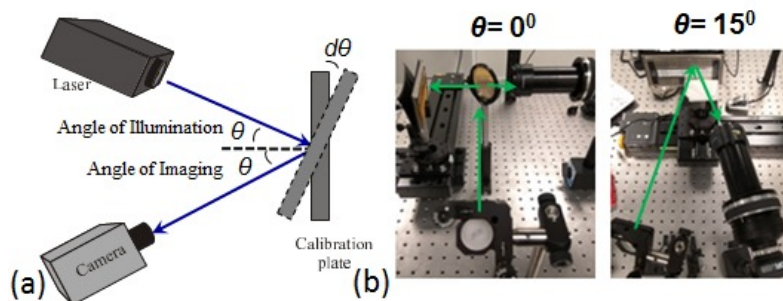 Laser
Angle of Illumination
θ
Angle of Imaging
θ
dθ
Camera
Calibration
plate
(a)
(b)
θ= 0⁰
θ= 15⁰